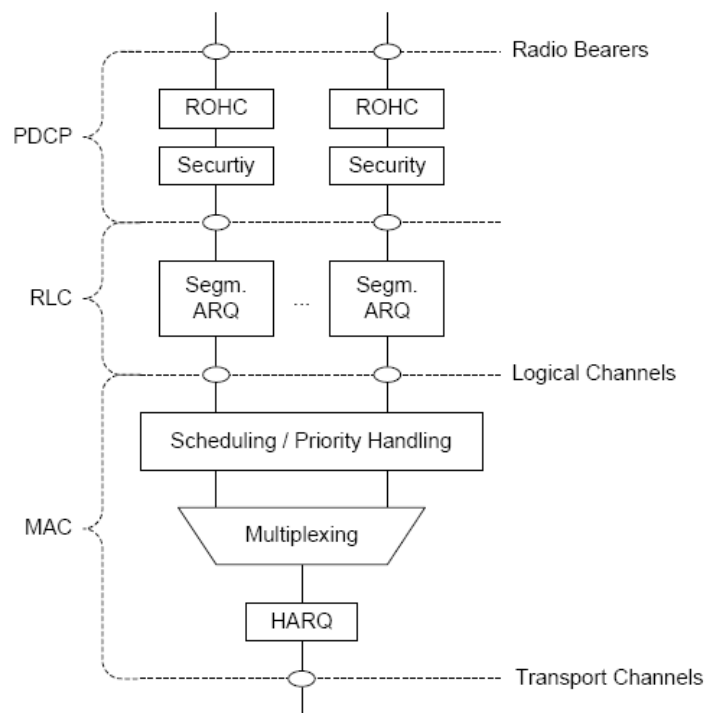 Radio Bearers
ROHC ROHC
PDCP
Securtiy Security
Segm. ARQ ... Segm. ARQ
RLC
Logical Channels
Scheduling / Priority Handling
MAC
Multiplexing
HARQ
Transport Channels